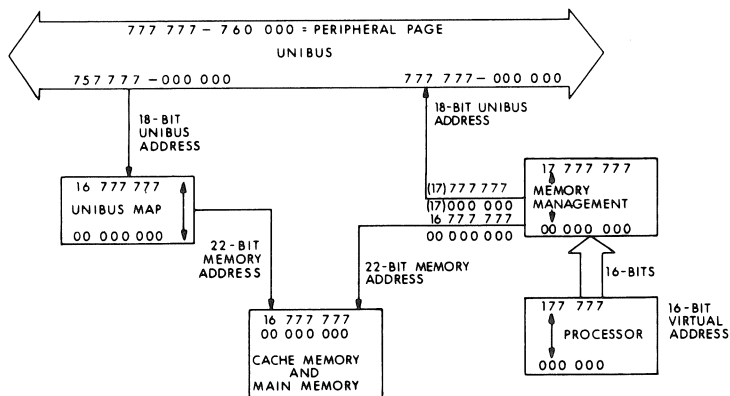 777 777 – 760 000 = PERIPHERAL PAGE
UNIBUS
757 777 – 000 000
777 777 – 000 000
18-BIT
UNIBUS
ADDRESS
18-BIT UNIBUS
ADDRESS
16 777 777
UNIBUS MAP
00 000 000
(17) 777 777
(17) 000 000
16 777 777
00 000 000
17 777 777
MEMORY
MANAGEMENT
00 000 000
22-BIT
MEMORY
ADDRESS
22-BIT MEMORY
ADDRESS
16-BITS
16 777 777
00 000 000
CACHE MEMORY
AND
MAIN MEMORY
177 777
PROCESSOR
000 000
16-BIT
VIRTUAL
ADDRESS